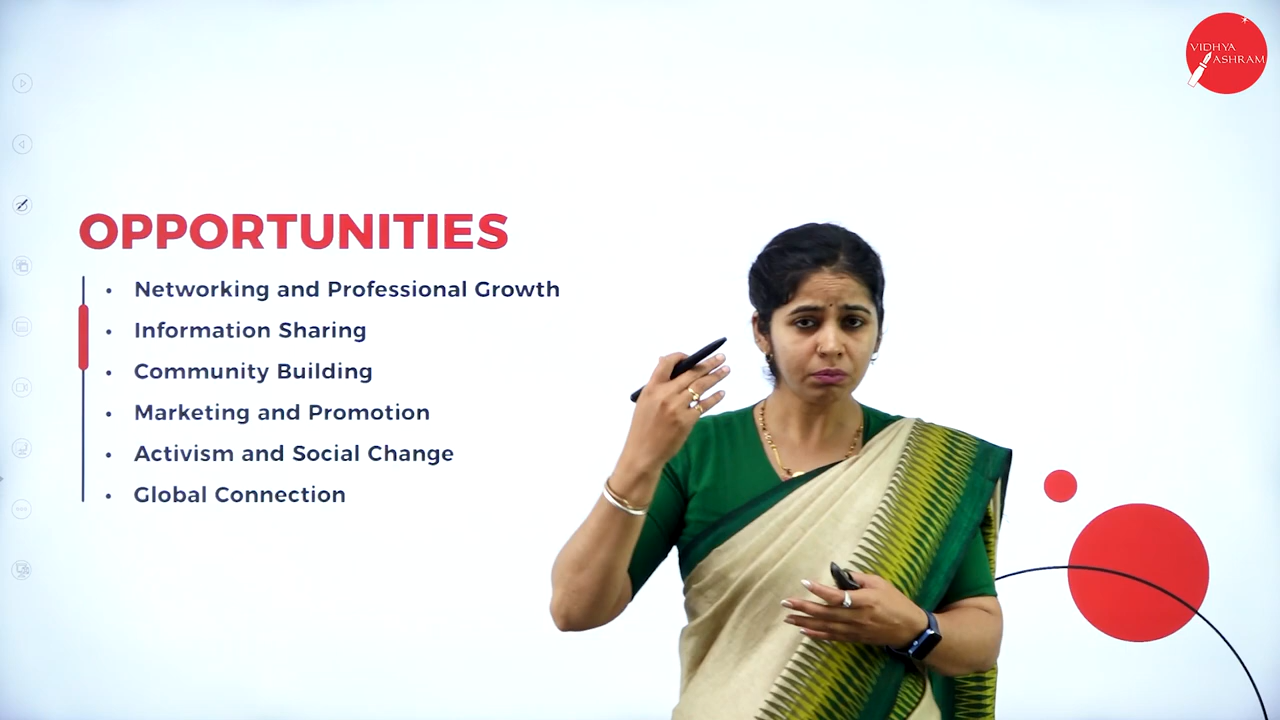 VIDHYA
ASHRAM
OPPORTUNITIES
• Networking and Professional Growth
• Information Sharing
• Community Building
• Marketing and Promotion
• Activism and Social Change
• Global Connection